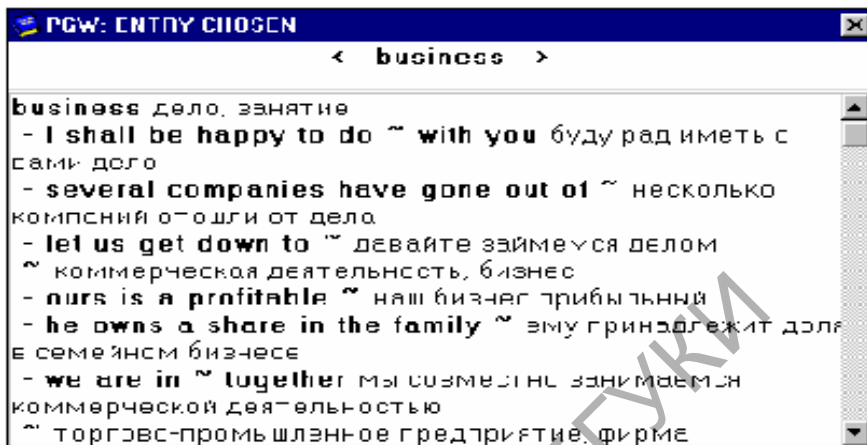 PGW: ENTRY CHOSEN
< business >
business дело, занятие
- I shall be happy to do ~ with you буду рад иметь с
вами дело
- several companies have gone out of ~ несколько
компаний отошли от дела
- let us get down to ~ давайте займемся делом
~ коммерческая деятельность, бизнес
- ours is a profitable ~ наш бизнес прибыльный
- he owns a share in the family ~ ему принадлежит доля
в семейном бизнесе
- we are in ~ together мы совместно занимаемся
коммерческой деятельностью
~ торгово-промышленное предприятие, фирма